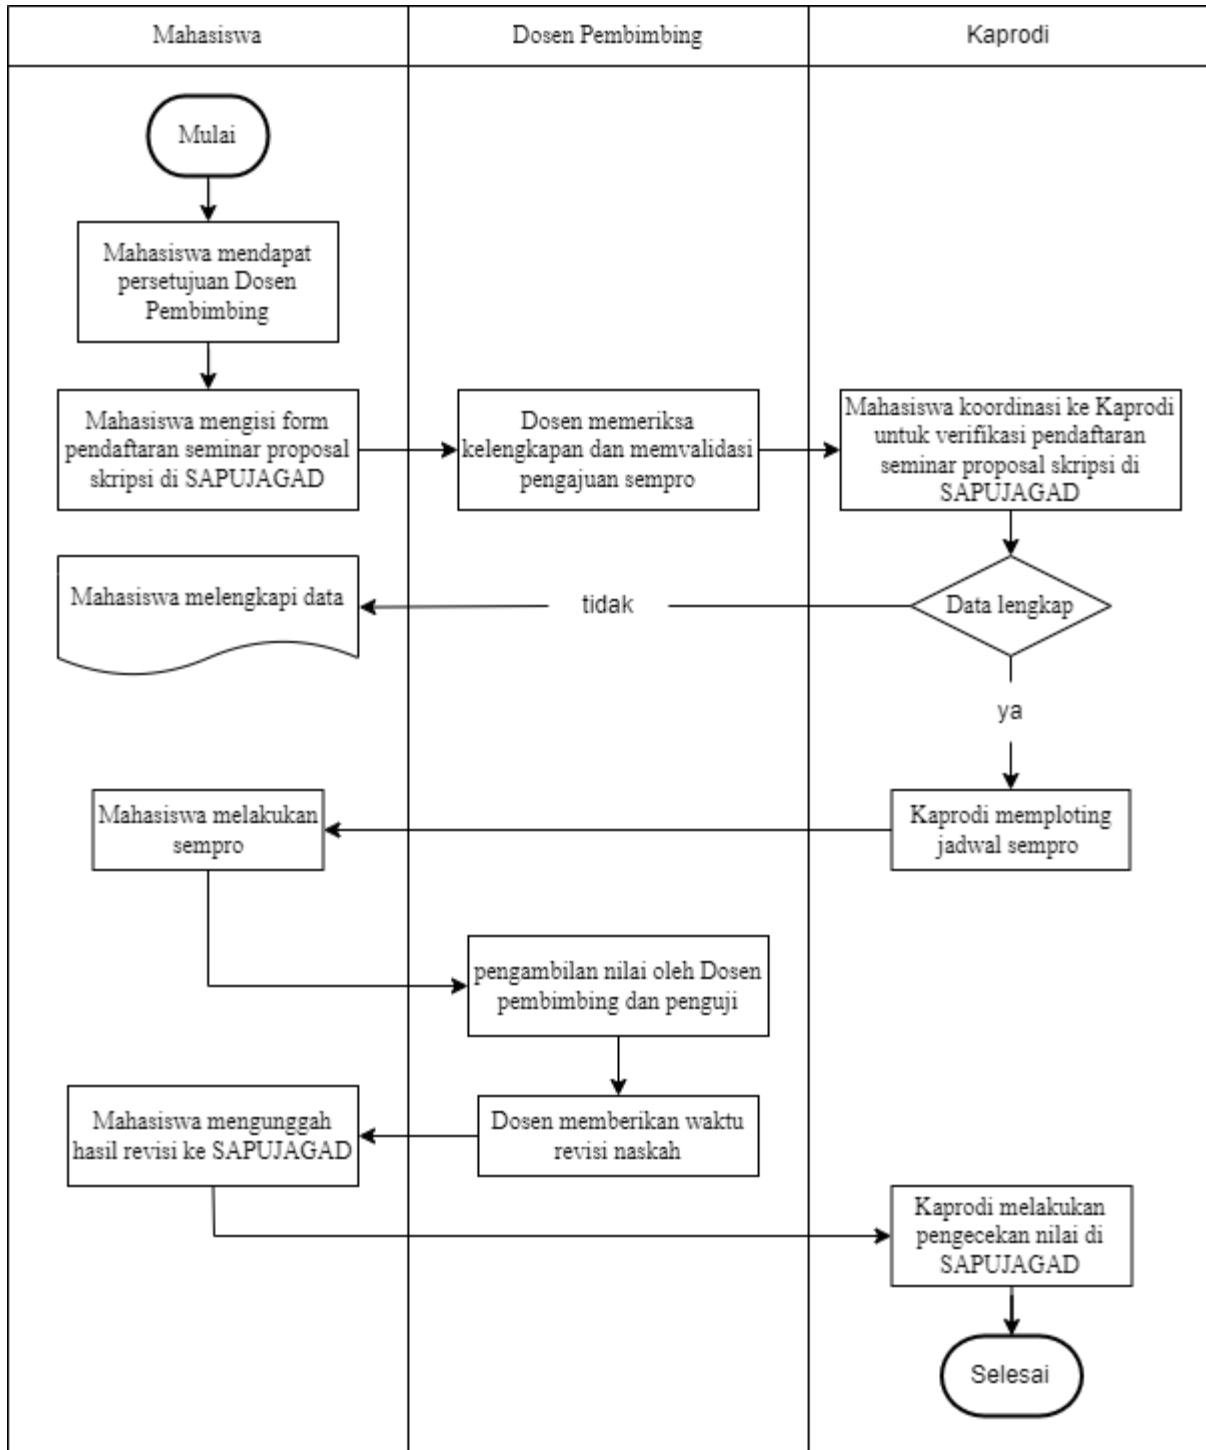 Mahasiswa
Dosen Pembimbing
Kaprodi
Mulai
Mahasiswa mendapat
persetujuan Dosen
Pembimbing
Mahasiswa mengisi form
pendaftaran seminar proposal
skripsi di SAPUJAGAD
Dosen memeriksa
kelengkapan dan memvalidasi
pengajuan sempro
Mahasiswa koordinasi ke Kaprodi
untuk verifikasi pendaftaran
seminar proposal skripsi di
SAPUJAGAD
Mahasiswa melengkapi data
tidak
Data lengkap
ya
Mahasiswa melakukan
sempro
Kaprodi memploting
jadwal sempro
pengambilan nilai oleh Dosen
pembimbing dan penguji
Mahasiswa mengunggah
hasil revisi ke SAPUJAGAD
Dosen memberikan waktu
revisi naskah
Kaprodi melakukan
pengecekan nilai di
SAPUJAGAD
Selesai